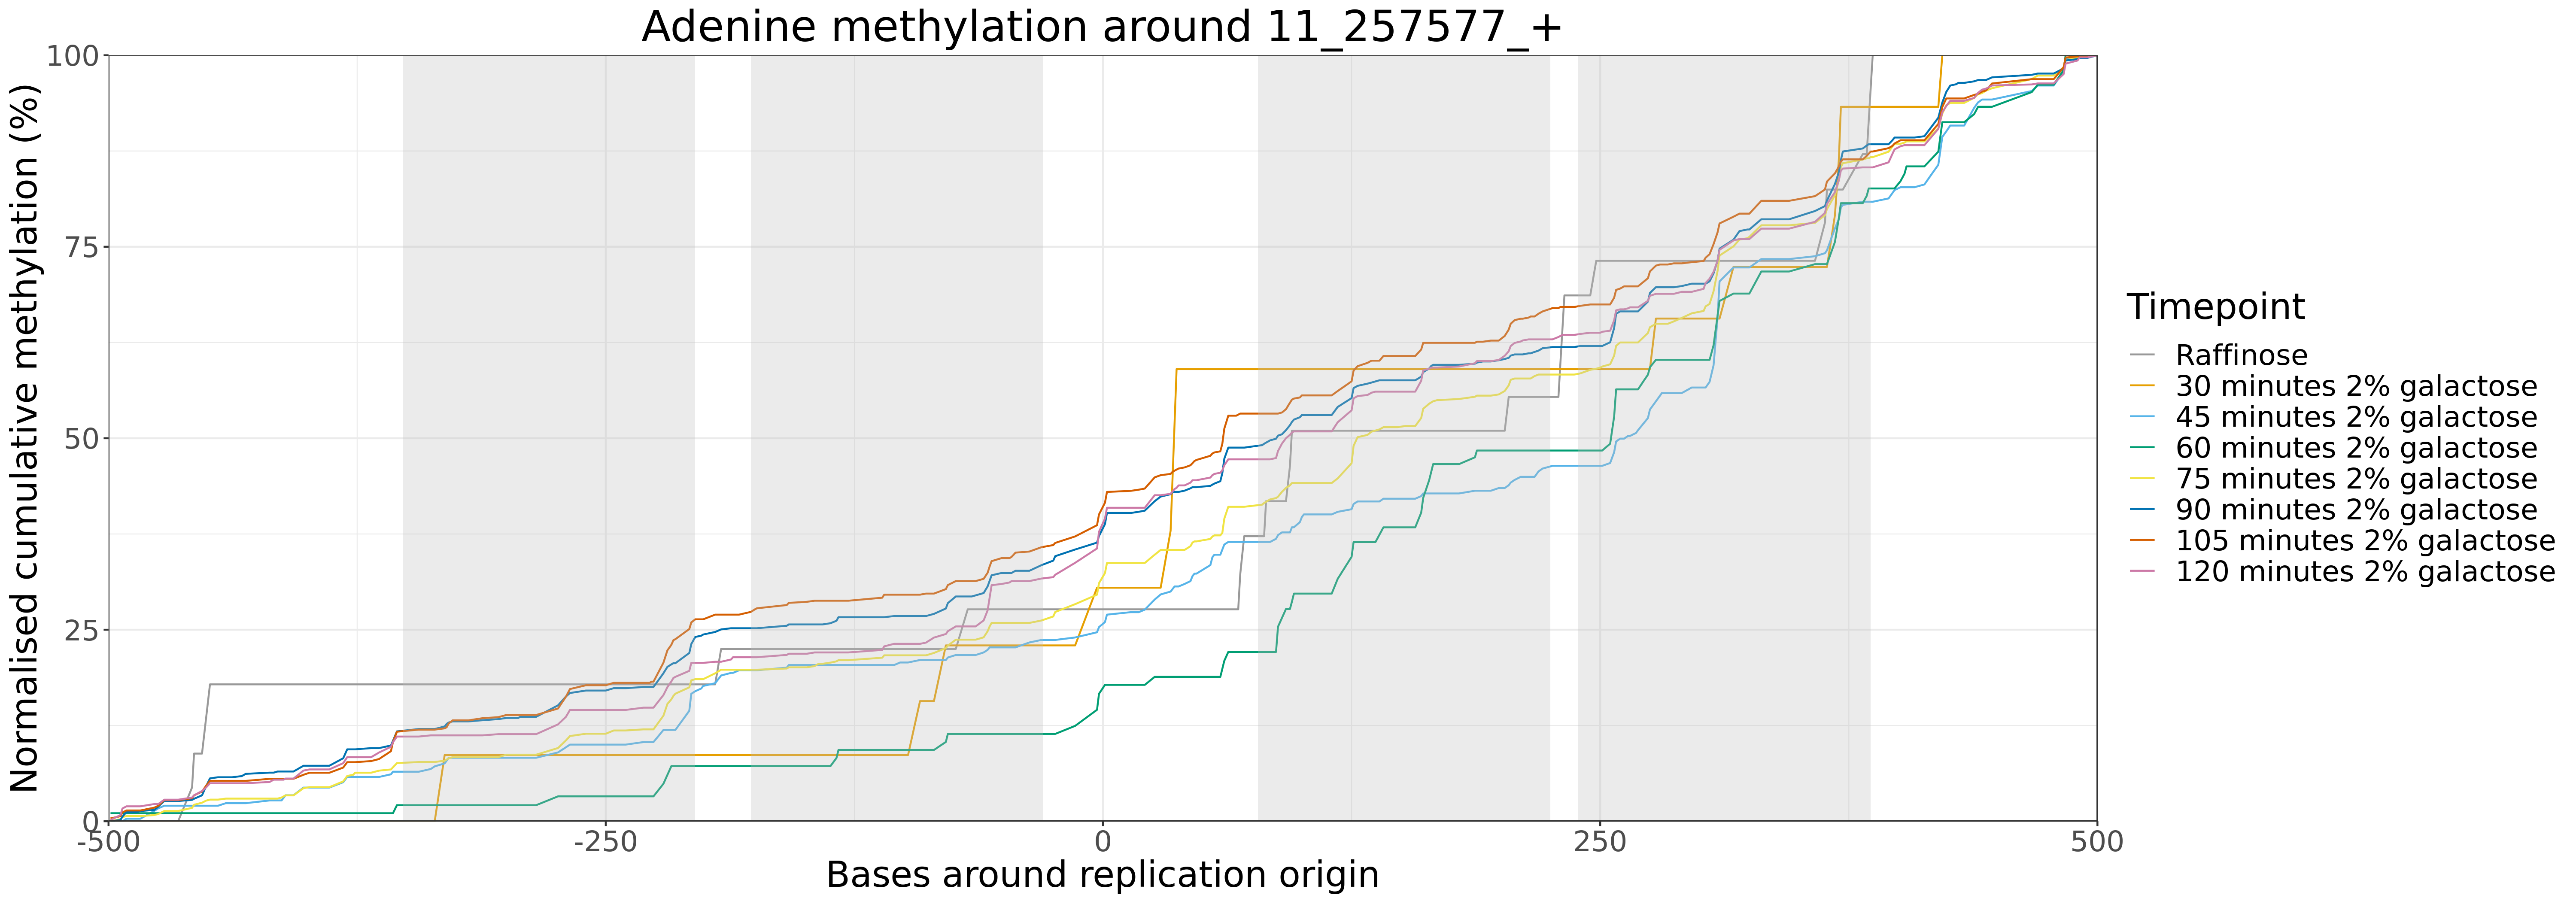 Adenine methylation around 11_257577_+
Normalised cumulative methylation (%)
100
75
50
25
0
-500
-250
0
250
500
Bases around replication origin
Timepoint
Raffinose
30 minutes 2% galactose
45 minutes 2% galactose
60 minutes 2% galactose
75 minutes 2% galactose
90 minutes 2% galactose
105 minutes 2% galactose
120 minutes 2% galactose